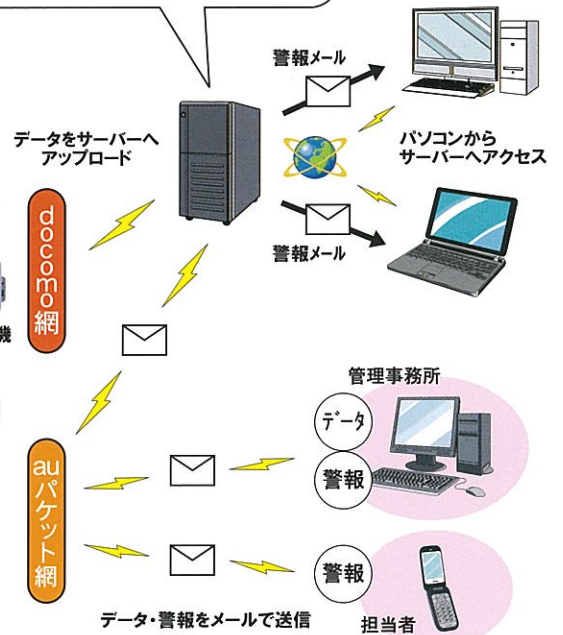 警報メール
データをサーバーへ
アップロード
パソコンから
サーバーへアクセス
警報メール
docomo網
機
管理事務所
データ
警報
auパケット網
警報
データ・警報をメールで送信
担当者